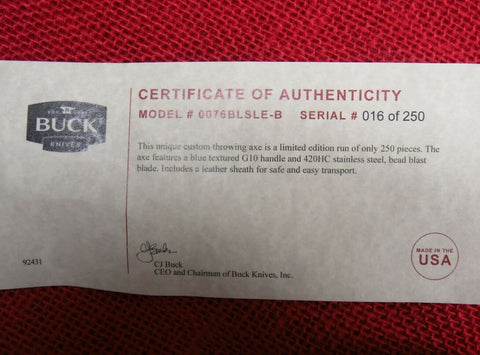 CERTIFICATE OF AUTHENTICITY
MODEL # 0076BLSLE-B SERIAL # 016 of 250
BUCK
KNIVES
This unique custom throwing axe is a limited edition run of only 250 pieces. The
axe features a blue textured G10 handle and 420HC stainless steel, bead blast
blade. Includes a leather sheath for safe and easy transport.
CJ Buck
CEO and Chairman of Buck Knives, Inc.
92431
MADE IN THE
USA